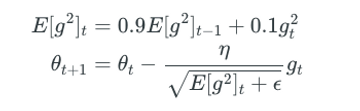 E[g²]ₜ = 0.9E[g²]ₜ₋₁ + 0.1gₜ²
θₜ₊₁ = θₜ − η / √(E[g²]ₜ + ϵ) gₜ